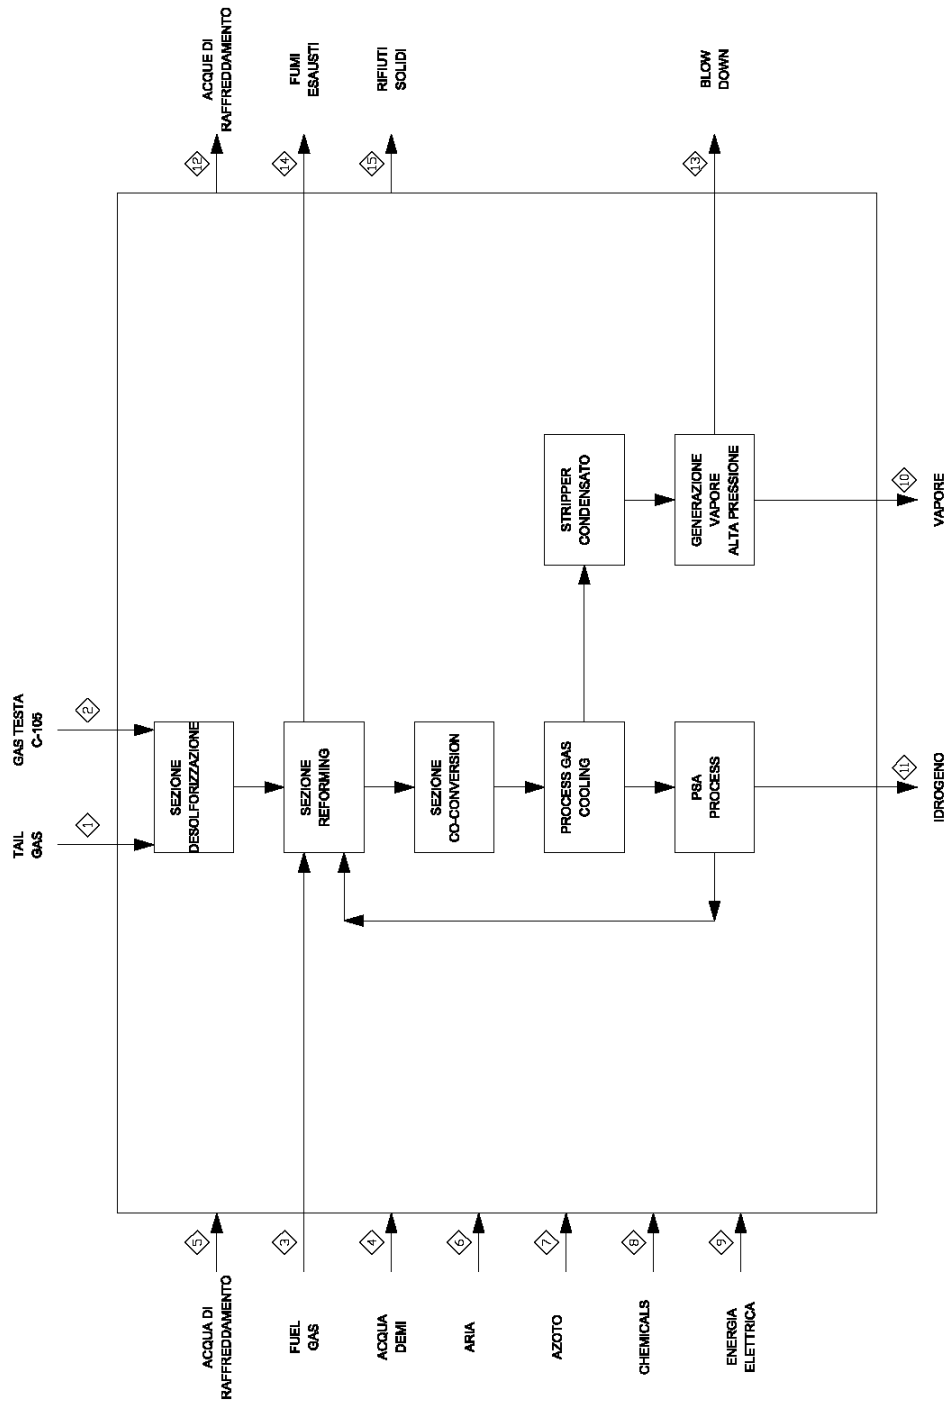 TAIL
GAS
GAS TESTA
C-105
1
2
SEZIONE
DESOLFORIZZAZIONE
ACQUA DI
RAFFREDDAMENTO
5
12
ACQUE DI
RAFFREDDAMENTO
FUEL
GAS
3
SEZIONE
REFORMING
14
FUMI
ESAUSTI
ACQUA
DEMI
4
15
RIFIUTI
SOLIDI
ARIA
6
SEZIONE
CO-CONVERSION
AZOTO
7
PROCESS GAS
COOLING
STRIPPER
CONDENSATO
CHEMICALS
8
ENERGIA
ELETTRICA
9
PSA
PROCESS
GENERAZIONE
VAPORE
ALTA PRESSIONE
13
BLOW
DOWN
11
10
IDROGENO
VAPORE